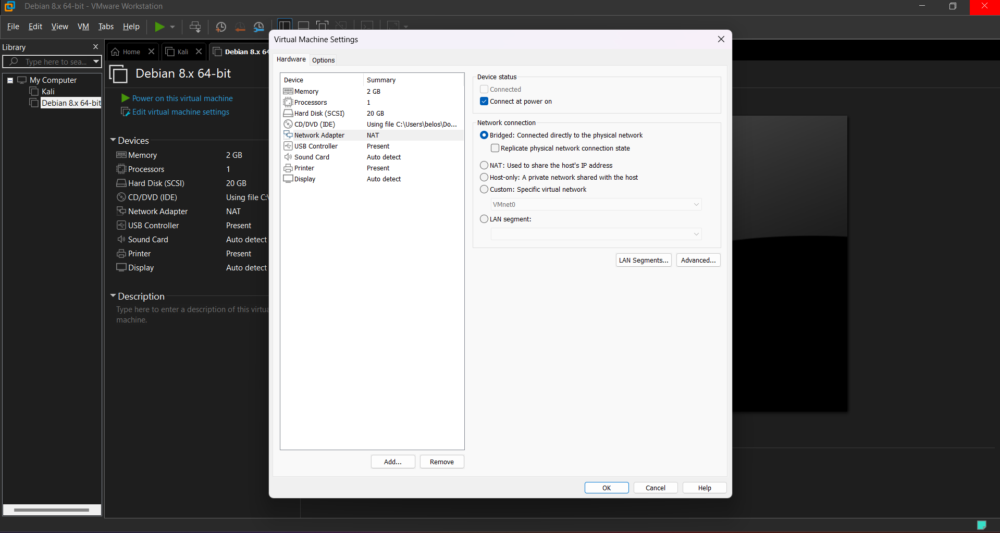 Debian 8.x 64-bit - VMware Workstation
File Edit View VM Tabs Help
Library
Type here to sea...
My Computer
Kali
Debian 8.x 64-bit
Home Kali Debian 8.x 64
Debian 8.x 64-bit
Power on this virtual machine
Edit virtual machine settings
Devices
Memory 2 GB
Processors 1
Hard Disk (SCSI) 20 GB
CD/DVD (IDE) Using file C:\
Network Adapter NAT
USB Controller Present
Sound Card Auto detect
Printer Present
Display Auto detect
Description
Type here to enter a description of this virtua
machine.
Virtual Machine Settings
Hardware Options
Device Summary
Memory 2 GB
Processors 1
Hard Disk (SCSI) 20 GB
CD/DVD (IDE) Using file C:\Users\belos\Do...
Network Adapter NAT
USB Controller Present
Sound Card Auto detect
Printer Present
Display Auto detect
Add... Remove
Device status
Connected
Connect at power on
Network connection
Bridged: Connected directly to the physical network
Replicate physical network connection state
NAT: Used to share the host's IP address
Host-only: A private network shared with the host
Custom: Specific virtual network
VMnet0
LAN segment:
LAN Segments... Advanced...
OK Cancel Help